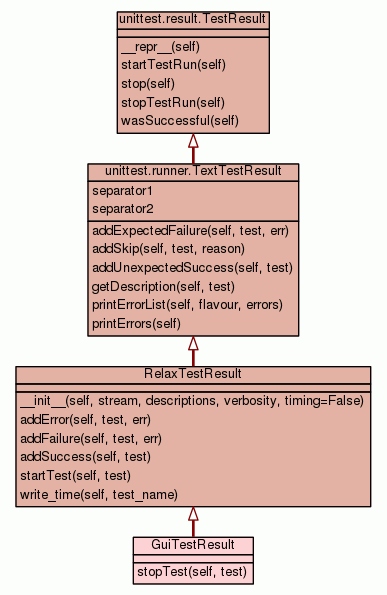 unittest.result.TestResult
__repr__(self)
startTestRun(self)
stop(self)
stopTestRun(self)
wasSuccessful(self)
unittest.runner.TextTestResult
separator1
separator2
addExpectedFailure(self, test, err)
addSkip(self, test, reason)
addUnexpectedSuccess(self, test)
getDescription(self, test)
printErrorList(self, flavour, errors)
printErrors(self)
RelaxTestResult
__init__(self, stream, descriptions, verbosity, timing=False)
addError(self, test, err)
addFailure(self, test, err)
addSuccess(self, test)
startTest(self, test)
write_time(self, test_name)
GuiTestResult
stopTest(self, test)